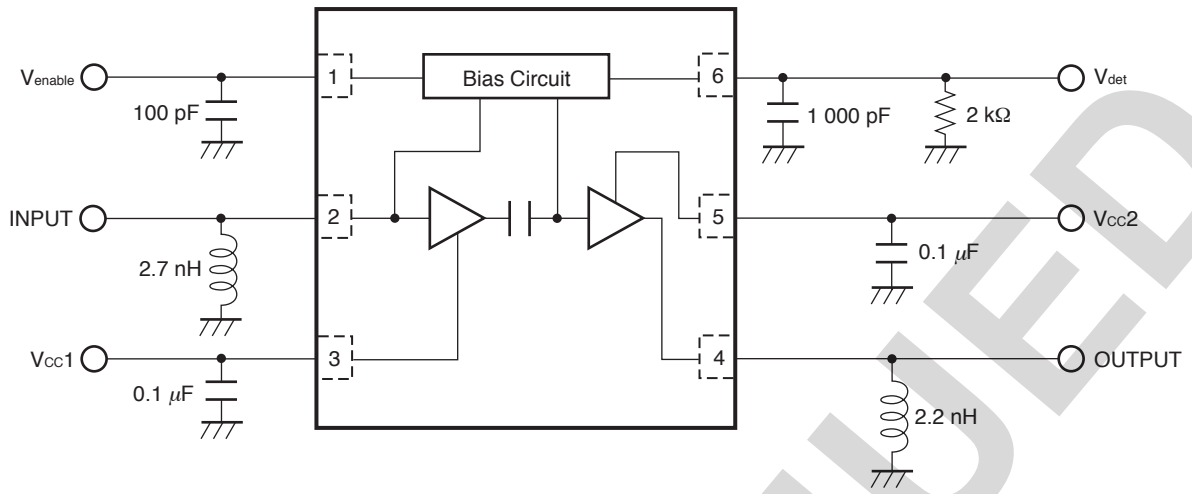 Venable
1
Bias Circuit
6
Vdet
100 pF
1 000 pF
2 kΩ
INPUT
2
5
VCC2
2.7 nH
0.1 μF
VCC1
3
4
OUTPUT
0.1 μF
2.2 nH
UED